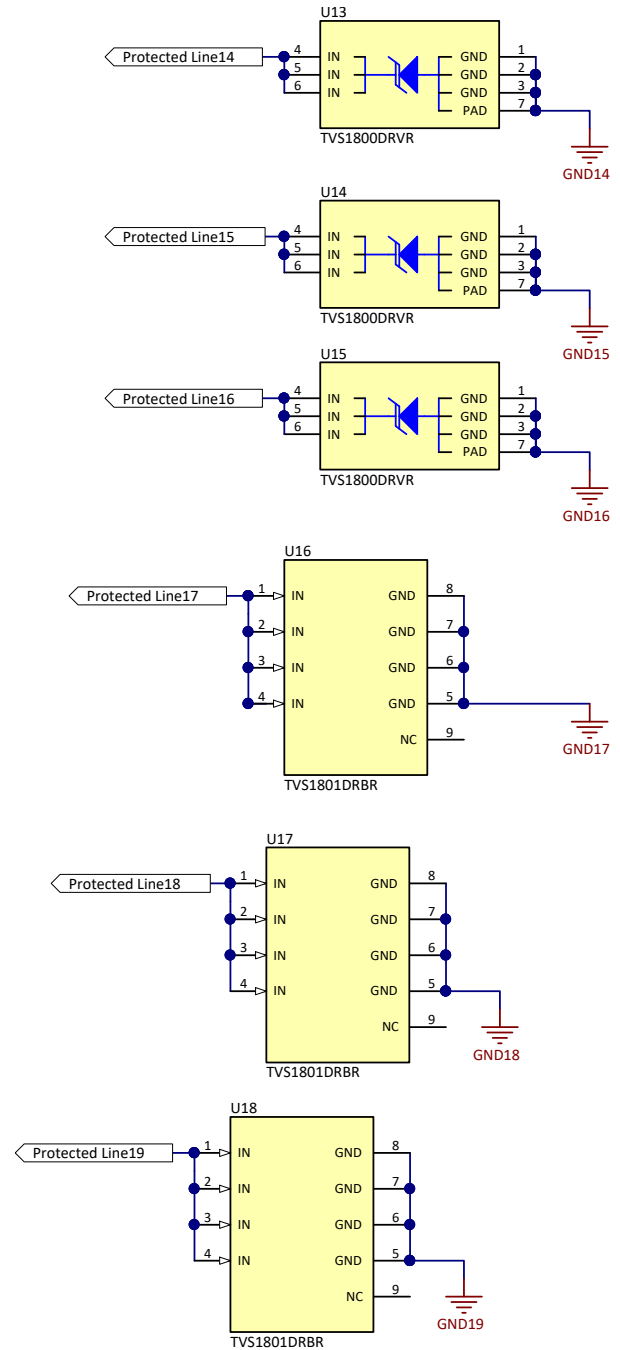 U13
Protected Line14
4 IN GND 1
5 IN GND 2
6 IN GND 3
PAD 7
TVS1800DRVR
GND14
U14
Protected Line15
4 IN GND 1
5 IN GND 2
6 IN GND 3
PAD 7
TVS1800DRVR
GND15
U15
Protected Line16
4 IN GND 1
5 IN GND 2
6 IN GND 3
PAD 7
TVS1800DRVR
GND16
U16
Protected Line17
1 IN GND 8
2 IN GND 7
3 IN GND 6
4 IN GND 5
NC 9
GND17
TVS1801DRBR
U17
Protected Line18
1 IN GND 8
2 IN GND 7
3 IN GND 6
4 IN GND 5
NC 9
GND18
TVS1801DRBR
U18
Protected Line19
1 IN GND 8
2 IN GND 7
3 IN GND 6
4 IN GND 5
NC 9
GND19
TVS1801DRBR